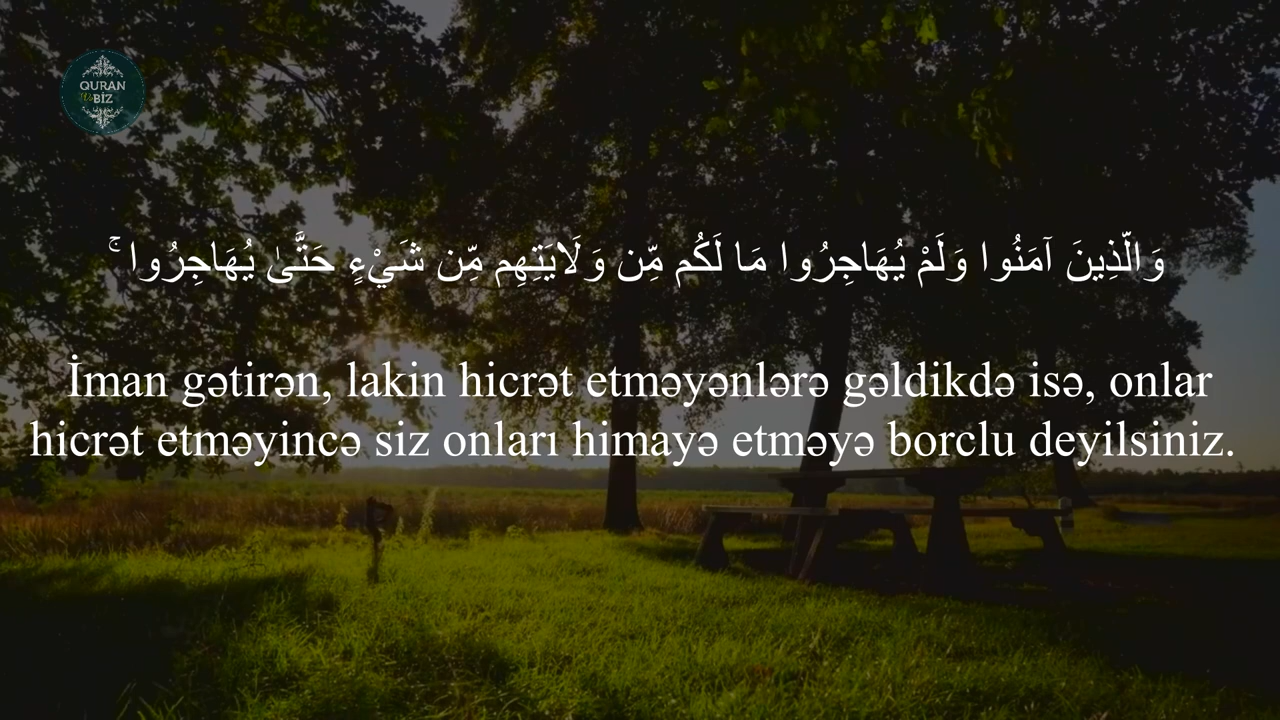 QURAN
BİZ
وَالَّذِينَ آمَنُوا وَلَمْ يُهَاجِرُوا مَا لَكُم مِّن وَلَايَتِهِم مِّن شَيْءٍ حَتَّىٰ يُهَاجِرُوا ۚ
İman gətirən, lakin hicrət etməyənlərə gəldikdə isə, onlar
hicrət etməyincə siz onları himayə etməyə borclu deyilsiniz.